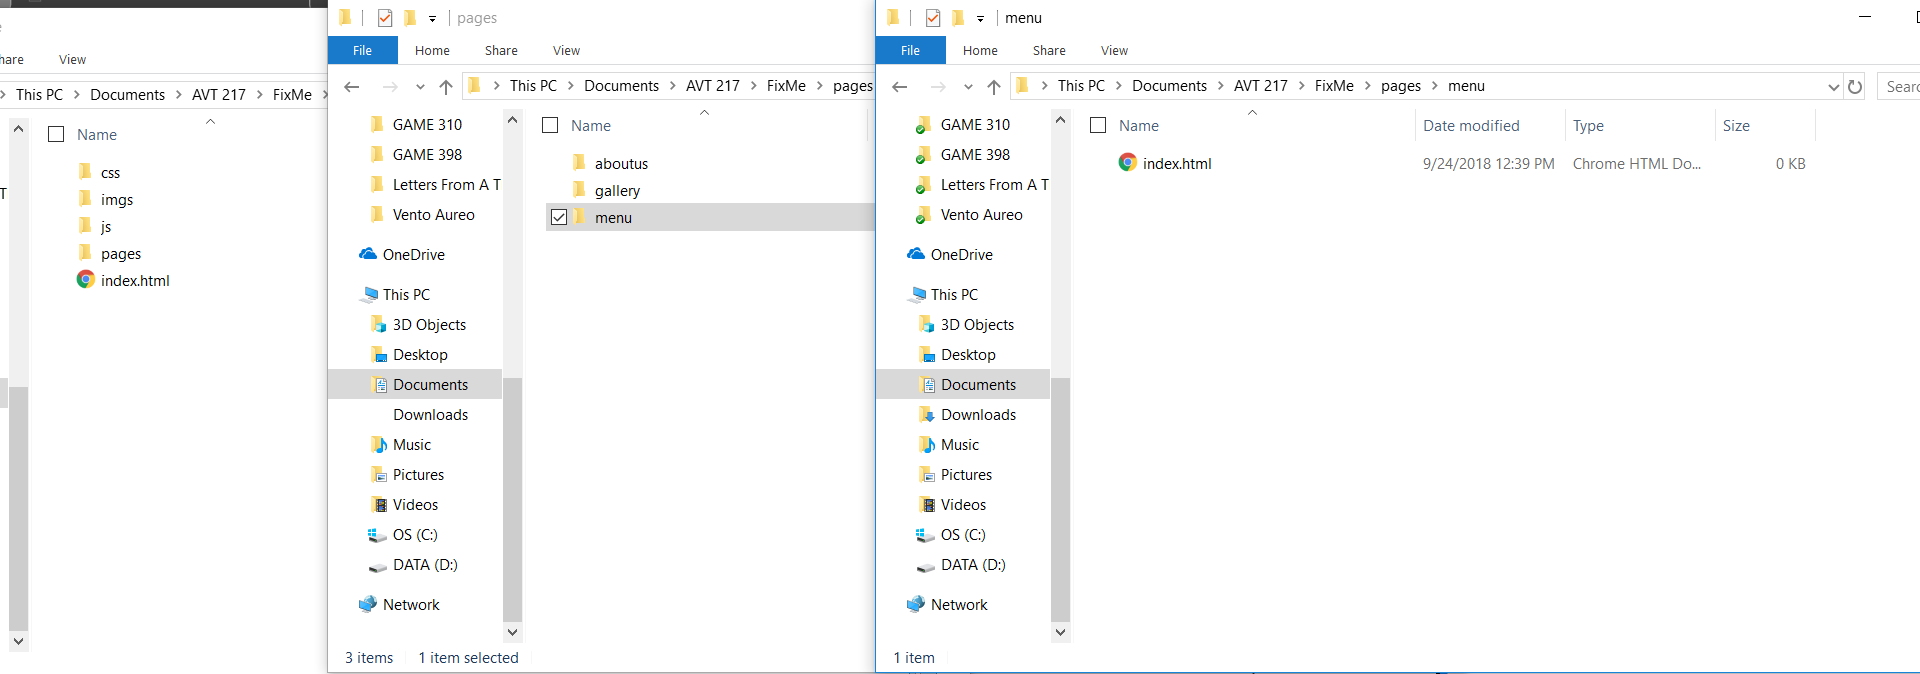 hare View
This PC Documents AVT 217 FixMe
Name
css
imgs
js
pages
index.html
T
pages
File Home Share View
This PC Documents AVT 217 FixMe pages
GAME 310
GAME 398
Letters From A T
Vento Aureo
OneDrive
This PC
3D Objects
Desktop
Documents
Downloads
Music
Pictures
Videos
OS (C:)
DATA (D:)
Network
Name
aboutus
gallery
menu
3 items 1 item selected
menu
File Home Share View
This PC Documents AVT 217 FixMe pages menu
Searc
GAME 310
GAME 398
Letters From A T
Vento Aureo
OneDrive
This PC
3D Objects
Desktop
Documents
Downloads
Music
Pictures
Videos
OS (C:)
DATA (D:)
Network
Name Date modified Type Size
index.html 9/24/2018 12:39 PM Chrome HTML Do... 0 KB
1 item